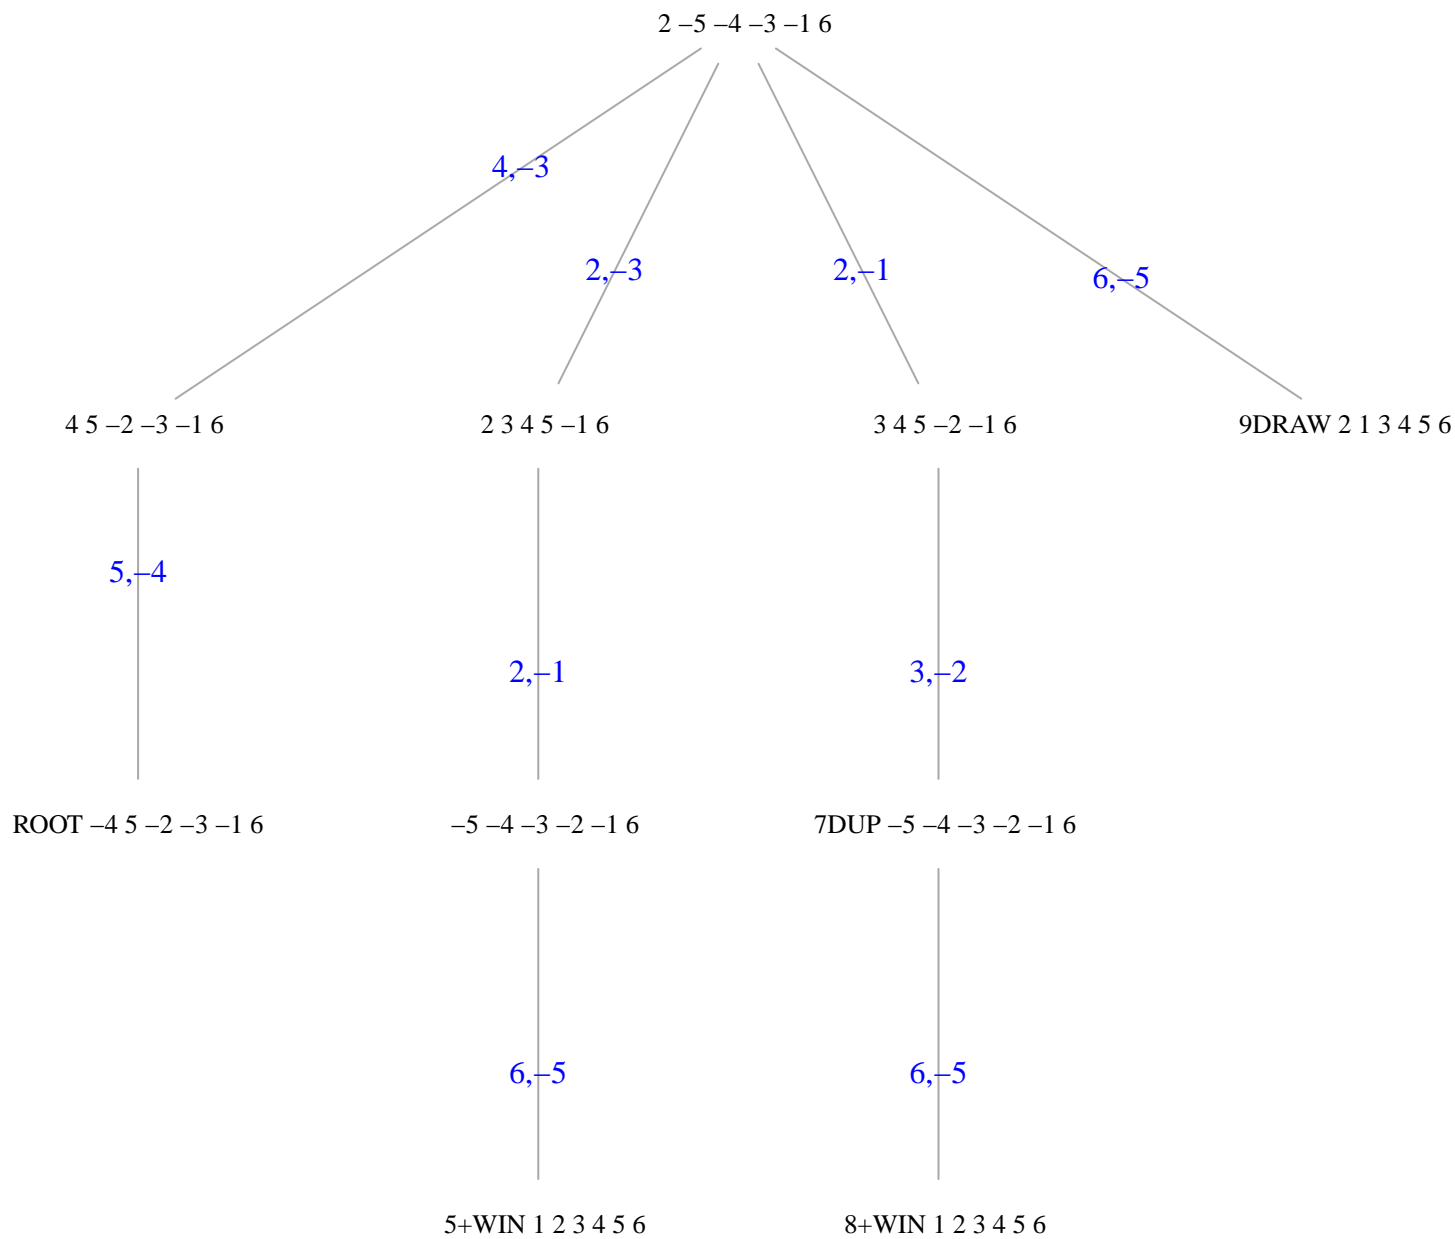 2 –5 –4 –3 –1 6
4,–3
2,–3
2,–1
6,–5
4 5 –2 –3 –1 6
2 3 4 5 –1 6
3 4 5 –2 –1 6
9DRAW 2 1 3 4 5 6
5,–4
2,–1
3,–2
ROOT –4 5 –2 –3 –1 6
–5 –4 –3 –2 –1 6
7DUP –5 –4 –3 –2 –1 6
6,–5
6,–5
5+WIN 1 2 3 4 5 6
8+WIN 1 2 3 4 5 6